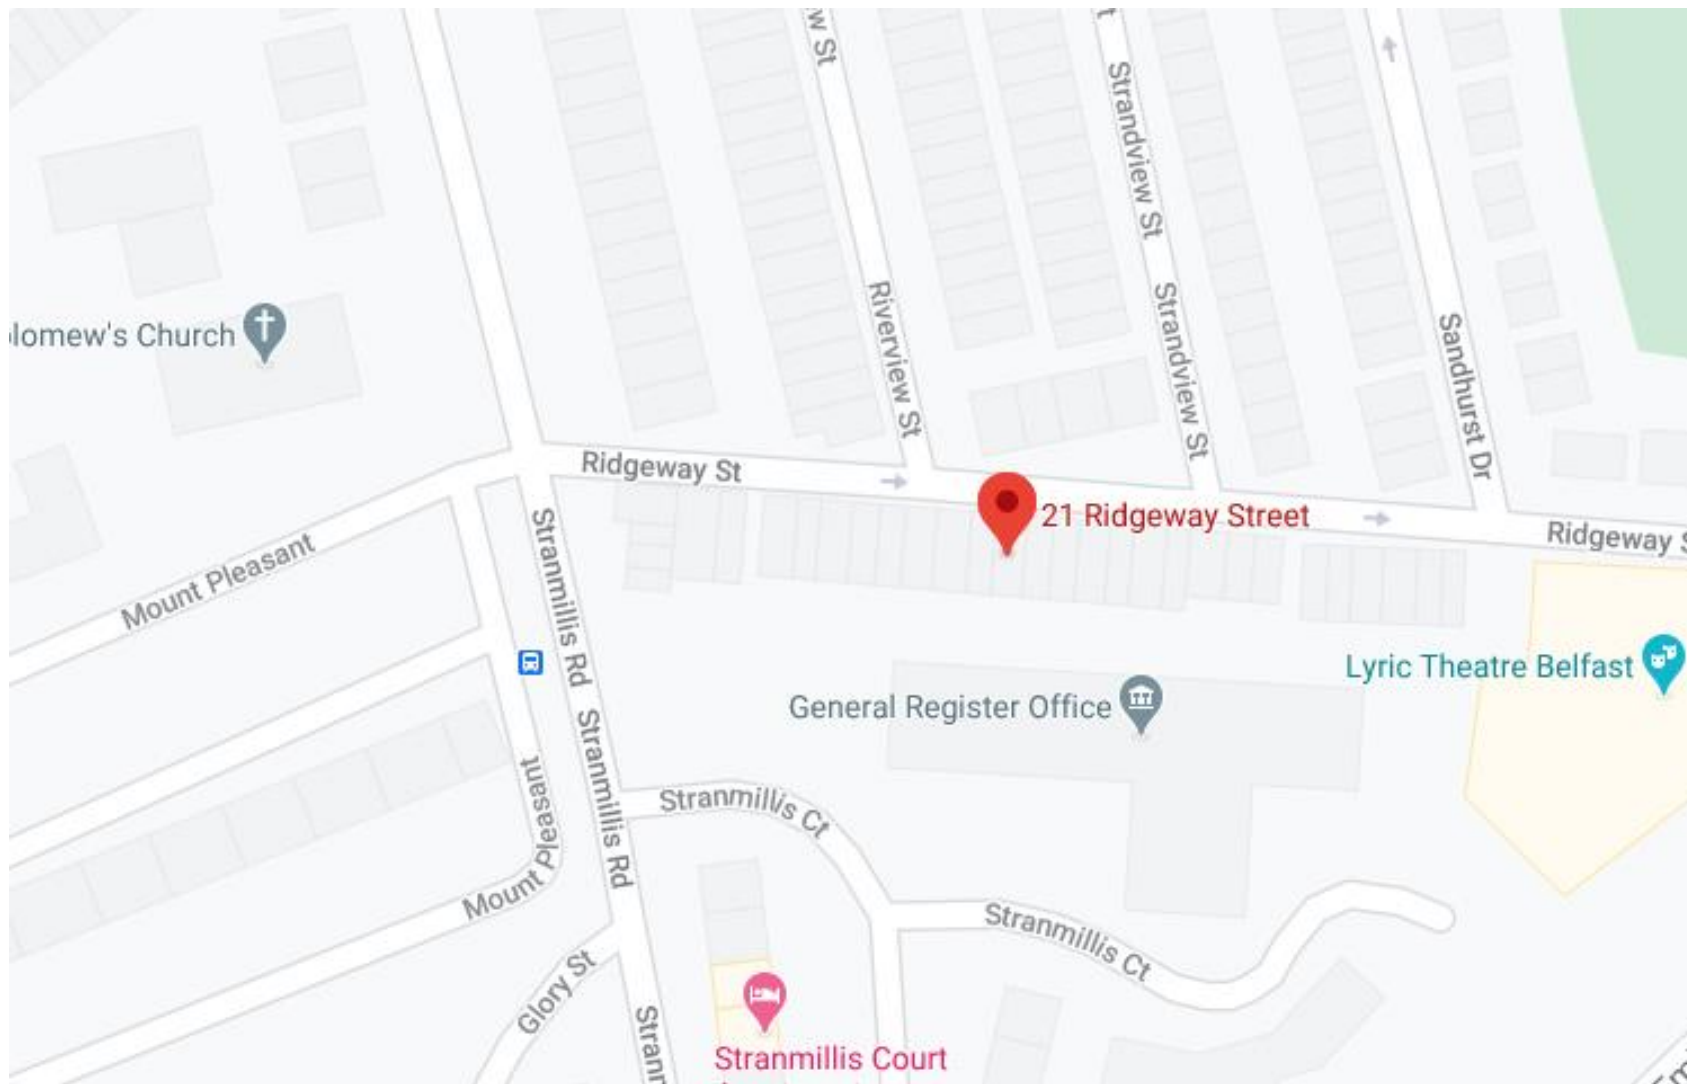 w St
t
Strandview St
Riverview St
Strandview St
Sandhurst Dr
olomew's Church
Ridgeway St
21 Ridgeway Street
Ridgeway S
Stranmillis Rd
Mount Pleasant
Lyric Theatre Belfast
General Register Office
Stranmillis Rd
Mount Pleasant
Stranmillis Ct
Stranmillis Ct
Glory St
Strann
Stranmillis Court